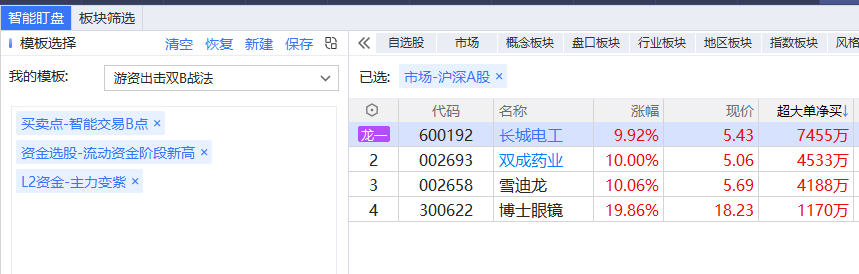 智能盯盘 板块筛选
模板选择 清空 恢复 新建 保存
自选股 市场 概念板块 盘口板块 行业板块 地区板块 指数板块 风格
我的模板: 游资出击双B战法
已选: 市场-沪深A股 ×
买卖点-智能交易B点 ×
资金选股-流动资金阶段新高 ×
L2资金-主力变紫 ×
代码 名称 涨幅 现价 超大单净买↓
龙一 600192 长城电工 9.92% 5.43 7455万
2 002693 双成药业 10.00% 5.06 4533万
3 002658 雪迪龙 10.06% 5.69 4188万
4 300622 博士眼镜 19.86% 18.23 1170万